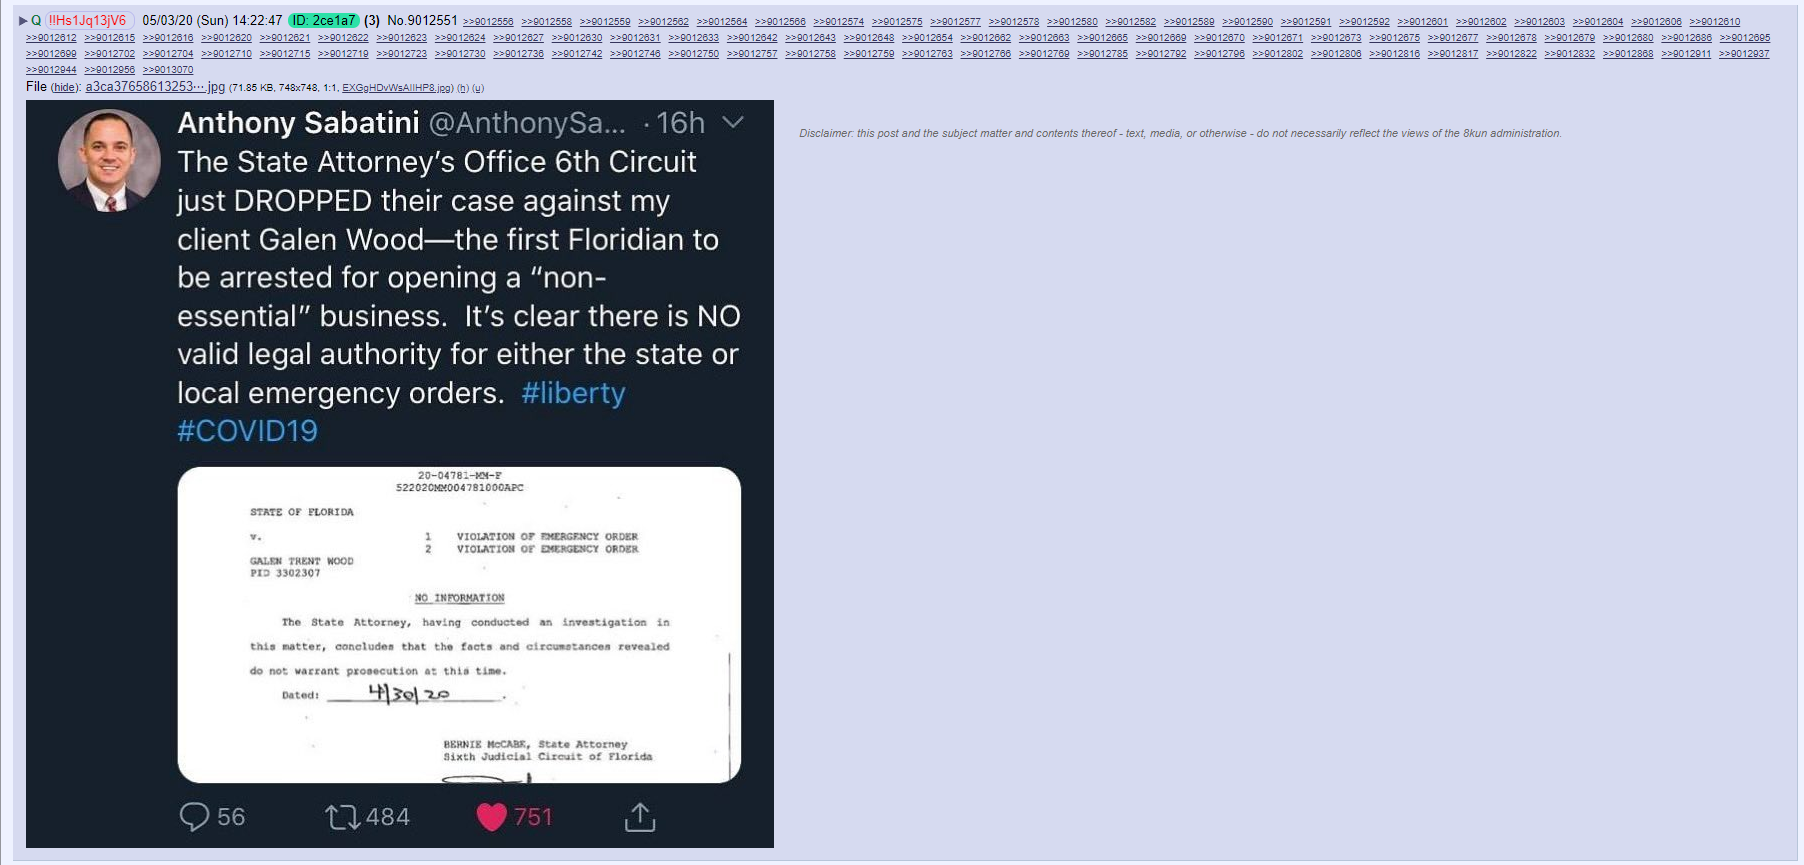 ▶ Q !!Hs1Jq13jV6 05/03/20 (Sun) 14:22:47 ID: 2ce1a7 (3) No.9012551 >>9012556 >>9012558 >>9012559 >>9012562 >>9012564 >>9012566 >>9012574 >>9012575 >>9012577 >>9012578 >>9012580 >>9012582 >>9012589 >>9012590 >>9012591 >>9012592 >>9012601 >>9012602 >>9012603 >>9012604 >>9012606 >>9012610
>>9012612 >>9012615 >>9012616 >>9012620 >>9012621 >>9012622 >>9012623 >>9012624 >>9012627 >>9012630 >>9012631 >>9012633 >>9012642 >>9012643 >>9012648 >>9012654 >>9012662 >>9012663 >>9012665 >>9012669 >>9012670 >>9012671 >>9012673 >>9012675 >>9012677 >>9012678 >>9012679 >>9012680 >>9012686 >>9012695
>>9012699 >>9012702 >>9012704 >>9012710 >>9012715 >>9012719 >>9012723 >>9012730 >>9012736 >>9012742 >>9012746 >>9012750 >>9012757 >>9012758 >>9012759 >>9012763 >>9012766 >>9012769 >>9012785 >>9012792 >>9012796 >>9012802 >>9012806 >>9012816 >>9012817 >>9012822 >>9012832 >>9012868 >>9012911 >>9012937
>>9012944 >>9012956 >>9013070
File (hide): a3ca37658613253⋯.jpg (71.85 KB, 748x748, 1:1, EXGgHDvWsAIIHP8.jpg) (h) (u)
Anthony Sabatini @AnthonySa... · 16h
The State Attorney's Office 6th Circuit
just DROPPED their case against my
client Galen Wood—the first Floridian to
be arrested for opening a "non-
essential" business. It's clear there is NO
valid legal authority for either the state or
local emergency orders. #liberty
#COVID19
20-04781-MM-F
522020MM004781000APC
STATE OF FLORIDA
v. 1 VIOLATION OF EMERGENCY ORDER
2 VIOLATION OF EMERGENCY ORDER
GALEN TRENT WOOD
PID 3302307
NO INFORMATION
The State Attorney, having conducted an investigation in
this matter, concludes that the facts and circumstances revealed
do not warrant prosecution at this time.
Dated: 4/30/20.
BERNIE McCABE, State Attorney
Sixth Judicial Circuit of Florida
56 484 751
Disclaimer: this post and the subject matter and contents thereof - text, media, or otherwise - do not necessarily reflect the views of the 8kun administration.